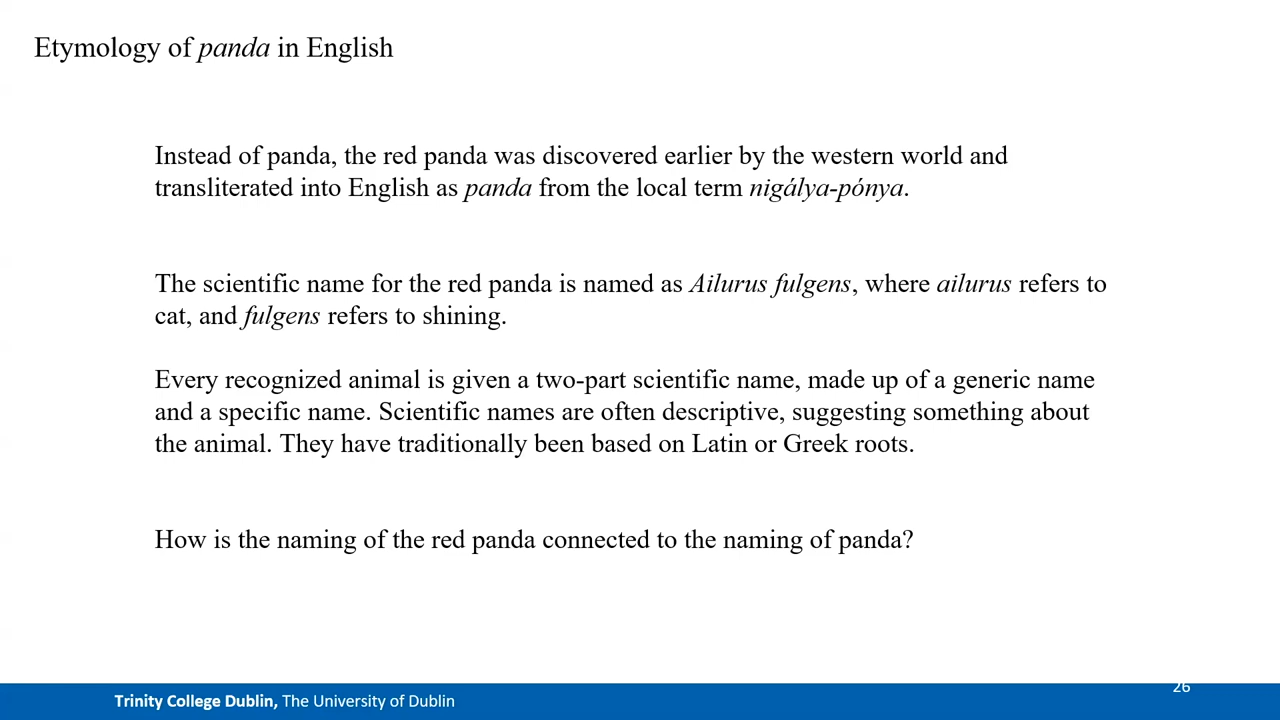 Etymology of panda in English
Instead of panda, the red panda was discovered earlier by the western world and
transliterated into English as panda from the local term nigálya-pónya.
The scientific name for the red panda is named as Ailurus fulgens, where ailurus refers to
cat, and fulgens refers to shining.
Every recognized animal is given a two-part scientific name, made up of a generic name
and a specific name. Scientific names are often descriptive, suggesting something about
the animal. They have traditionally been based on Latin or Greek roots.
How is the naming of the red panda connected to the naming of panda?
Trinity College Dublin, The University of Dublin
26